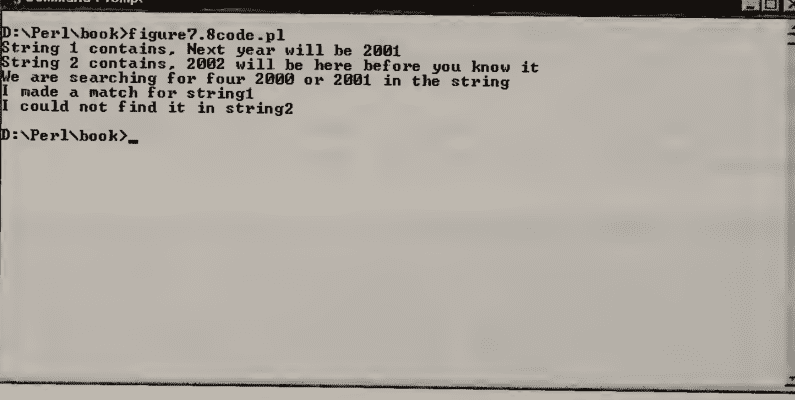 Command Prompt
D:\Perl\book>figure7.8code.pl
String 1 contains, Next year will be 2001
String 2 contains, 2002 will be here before you know it
We are searching for four 2000 or 2001 in the string
I made a match for string1
I could not find it in string2
D:\Perl\book>_